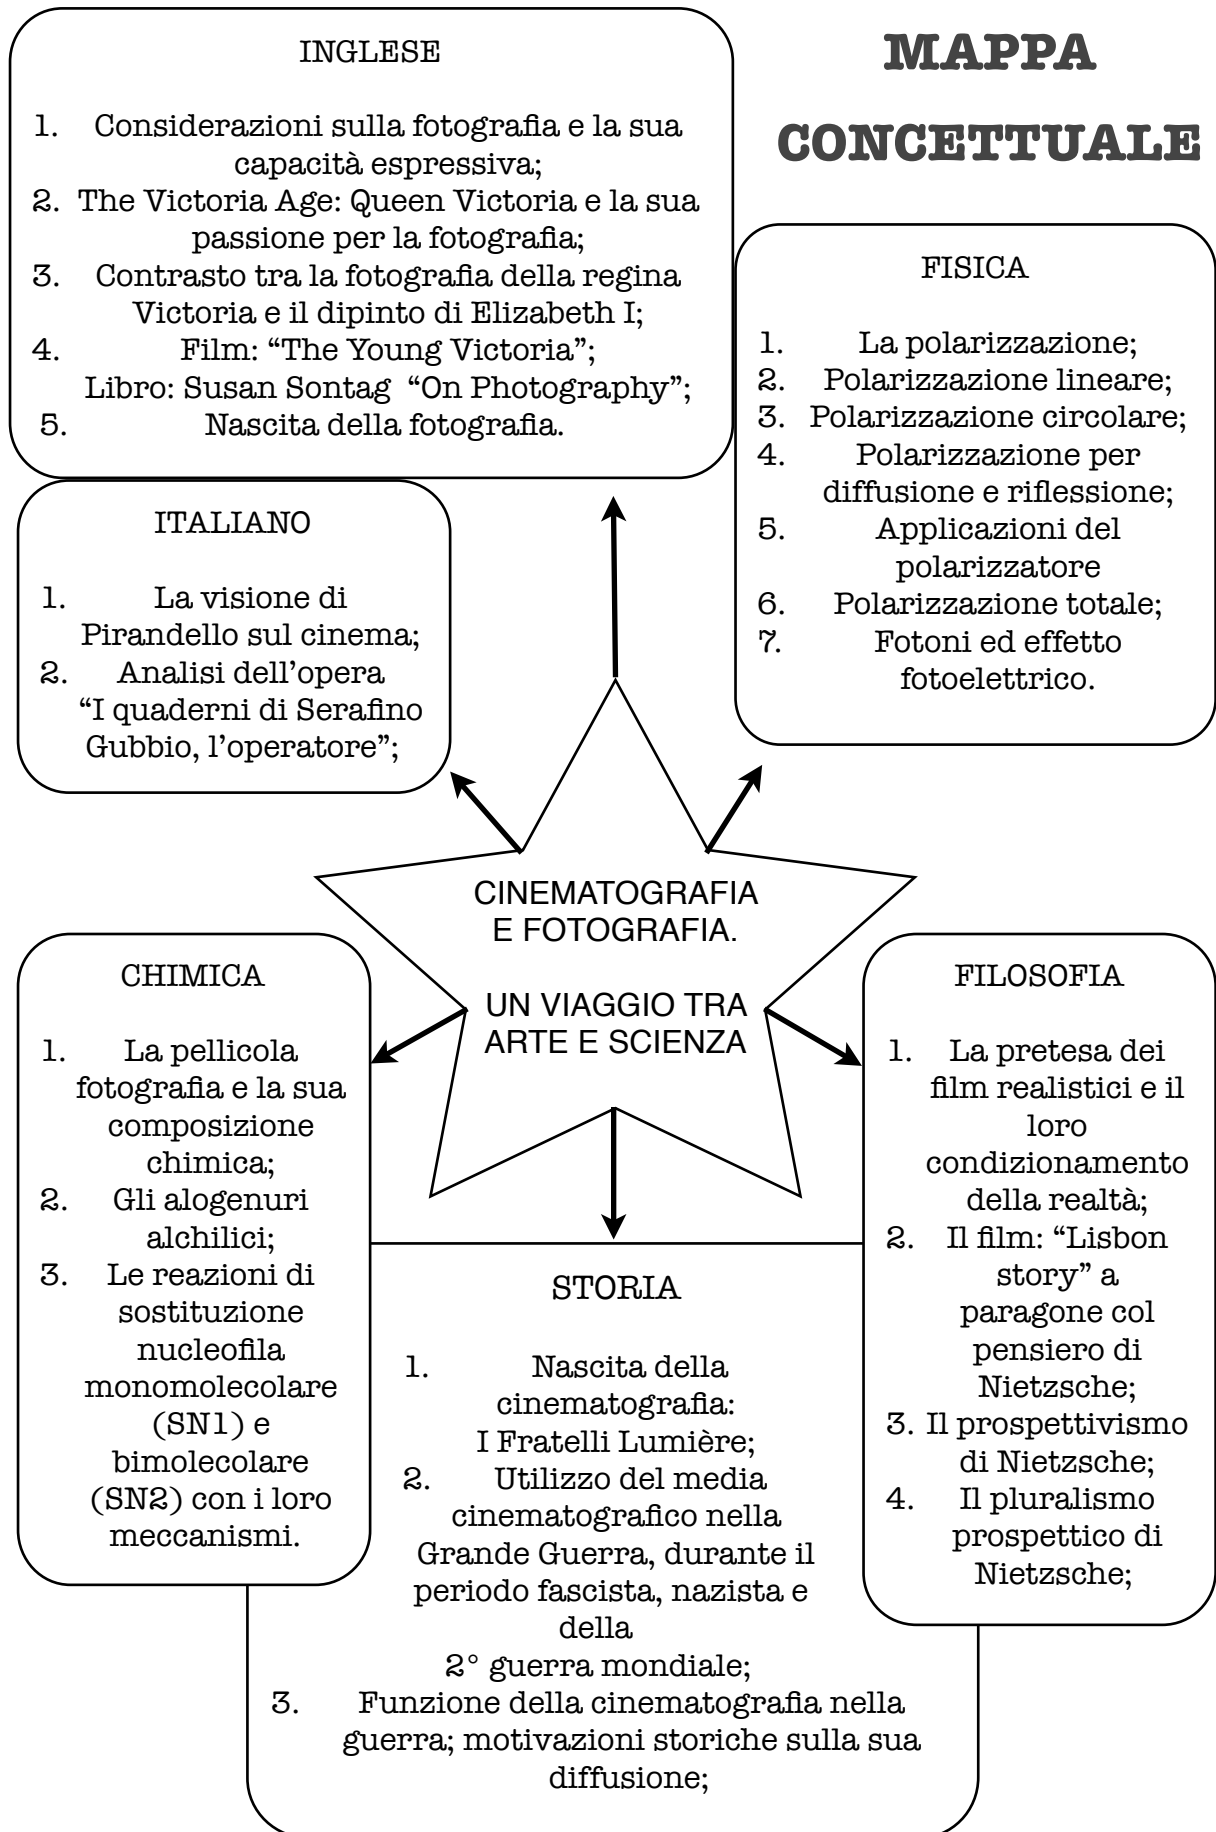 MAPPA
CONCETTUALE
INGLESE
1. Considerazioni sulla fotografia e la sua
capacità espressiva;
2. The Victoria Age: Queen Victoria e la sua
passione per la fotografia;
3. Contrasto tra la fotografia della regina
Victoria e il dipinto di Elizabeth I;
4. Film: “The Young Victoria”;
Libro: Susan Sontag “On Photography”;
5. Nascita della fotografia.
FISICA
1. La polarizzazione;
2. Polarizzazione lineare;
3. Polarizzazione circolare;
4. Polarizzazione per
diffusione e riflessione;
5. Applicazioni del
polarizzatore
6. Polarizzazione totale;
7. Fotoni ed effetto
fotoelettrico.
ITALIANO
1. La visione di
Pirandello sul cinema;
2. Analisi dell’opera
“I quaderni di Serafino
Gubbio, l’operatore”;
CINEMATOGRAFIA
E FOTOGRAFIA.
UN VIAGGIO TRA
ARTE E SCIENZA
CHIMICA
1. La pellicola
fotografia e la sua
composizione
chimica;
2. Gli alogenuri
alchilici;
3. Le reazioni di
sostituzione
nucleofila
monomolecolare
(SN1) e
bimolecolare
(SN2) con i loro
meccanismi.
FILOSOFIA
1. La pretesa dei
film realistici e il
loro
condizionamento
della realtà;
2. Il film: “Lisbon
story” a
paragone col
pensiero di
Nietzsche;
3. Il prospettivismo
di Nietzsche;
4. Il pluralismo
prospettico di
Nietzsche;
STORIA
1. Nascita della
cinematografia:
I Fratelli Lumière;
2. Utilizzo del media
cinematografico nella
Grande Guerra, durante il
periodo fascista, nazista e
della
2° guerra mondiale;
3. Funzione della cinematografia nella
guerra; motivazioni storiche sulla sua
diffusione;